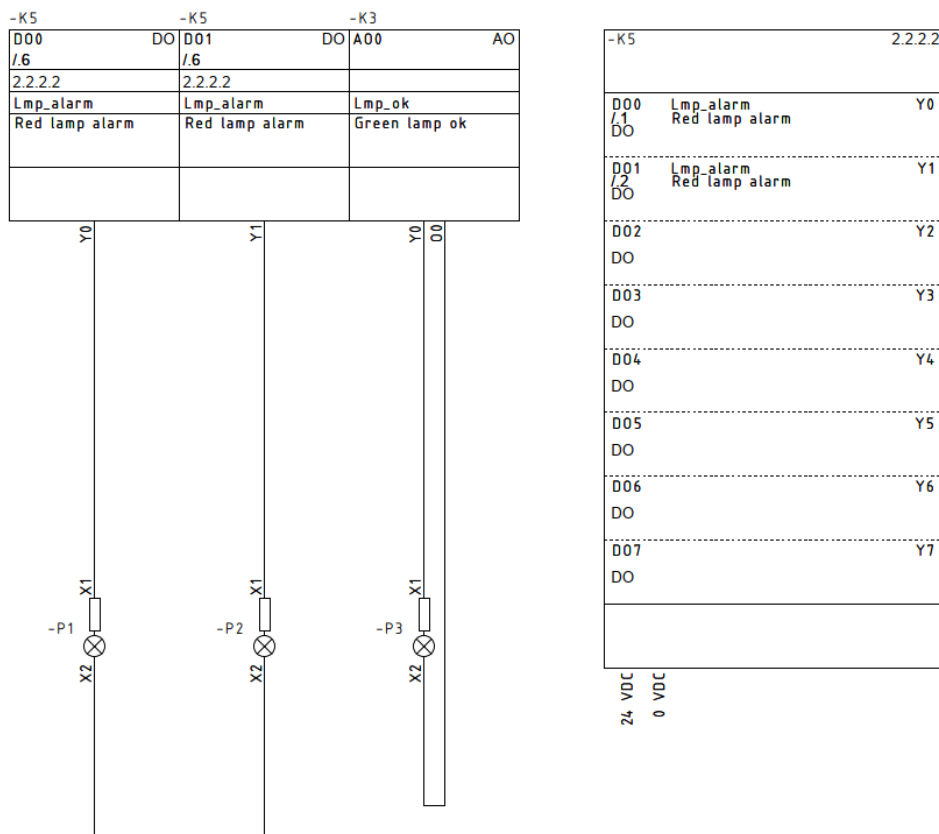 -K5 -K5 -K3
DO0 DO DO1 DO AO0 AO
/.6 /.6
2.2.2.2 2.2.2.2
Lmp_alarm Lmp_alarm Lmp_ok
Red lamp alarm Red lamp alarm Green lamp ok
Y0 Y1 Y0 00
X1 X1 X1
-P1 -P2 -P3
X2 X2 X2
-K5 2.2.2.2
DO0 Lmp_alarm Y0
/.1 Red lamp alarm
DO
DO1 Lmp_alarm Y1
/.2 Red lamp alarm
DO
DO2 Y2
DO
DO3 Y3
DO
DO4 Y4
DO
DO5 Y5
DO
DO6 Y6
DO
DO7 Y7
DO
24 VDC
0 VDC